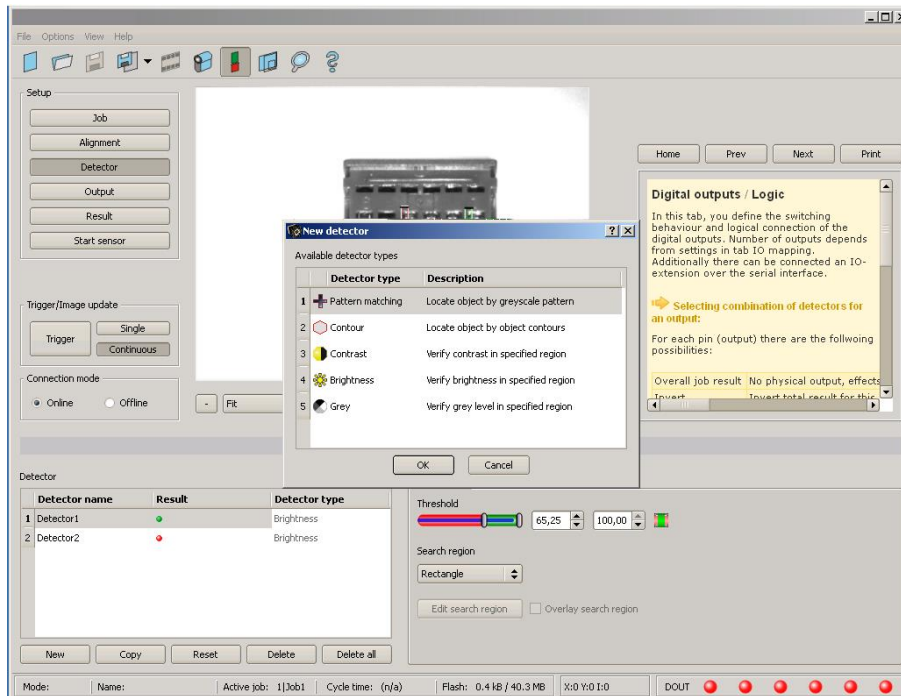 File Options View Help
Setup
Job
Alignment
Detector
Output
Result
Start sensor
Trigger/Image update
Trigger
Single
Continuous
Connection mode
Online
Offline
- Fit
Home Prev Next Print
Digital outputs / Logic
In this tab, you define the switching
behaviour and logical connection of the
digital outputs. Number of outputs depends
from settings in tab IO mapping.
Additionally there can be connected an IO-
extension over the serial interface.
Selecting combination of detectors for
an output:
For each pin (output) there are the follwoing
possibilities:
Overall job result No physical output, effects
Invert Invert total result for this
New detector
Available detector types
Detector type Description
1 Pattern matching Locate object by greyscale pattern
2 Contour Locate object by object contours
3 Contrast Verify contrast in specified region
4 Brightness Verify brightness in specified region
5 Grey Verify grey level in specified region
OK Cancel
Detector
Detector name Result Detector type
1 Detector1 Brightness
2 Detector2 Brightness
New Copy Reset Delete Delete all
Threshold
65,25 100,00
Search region
Rectangle
Edit search region Overlay search region
Mode: Name: Active job: 1|Job1 Cycle time: (n/a) Flash: 0.4 kB / 40.3 MB X:0 Y:0 I:0 DOUT